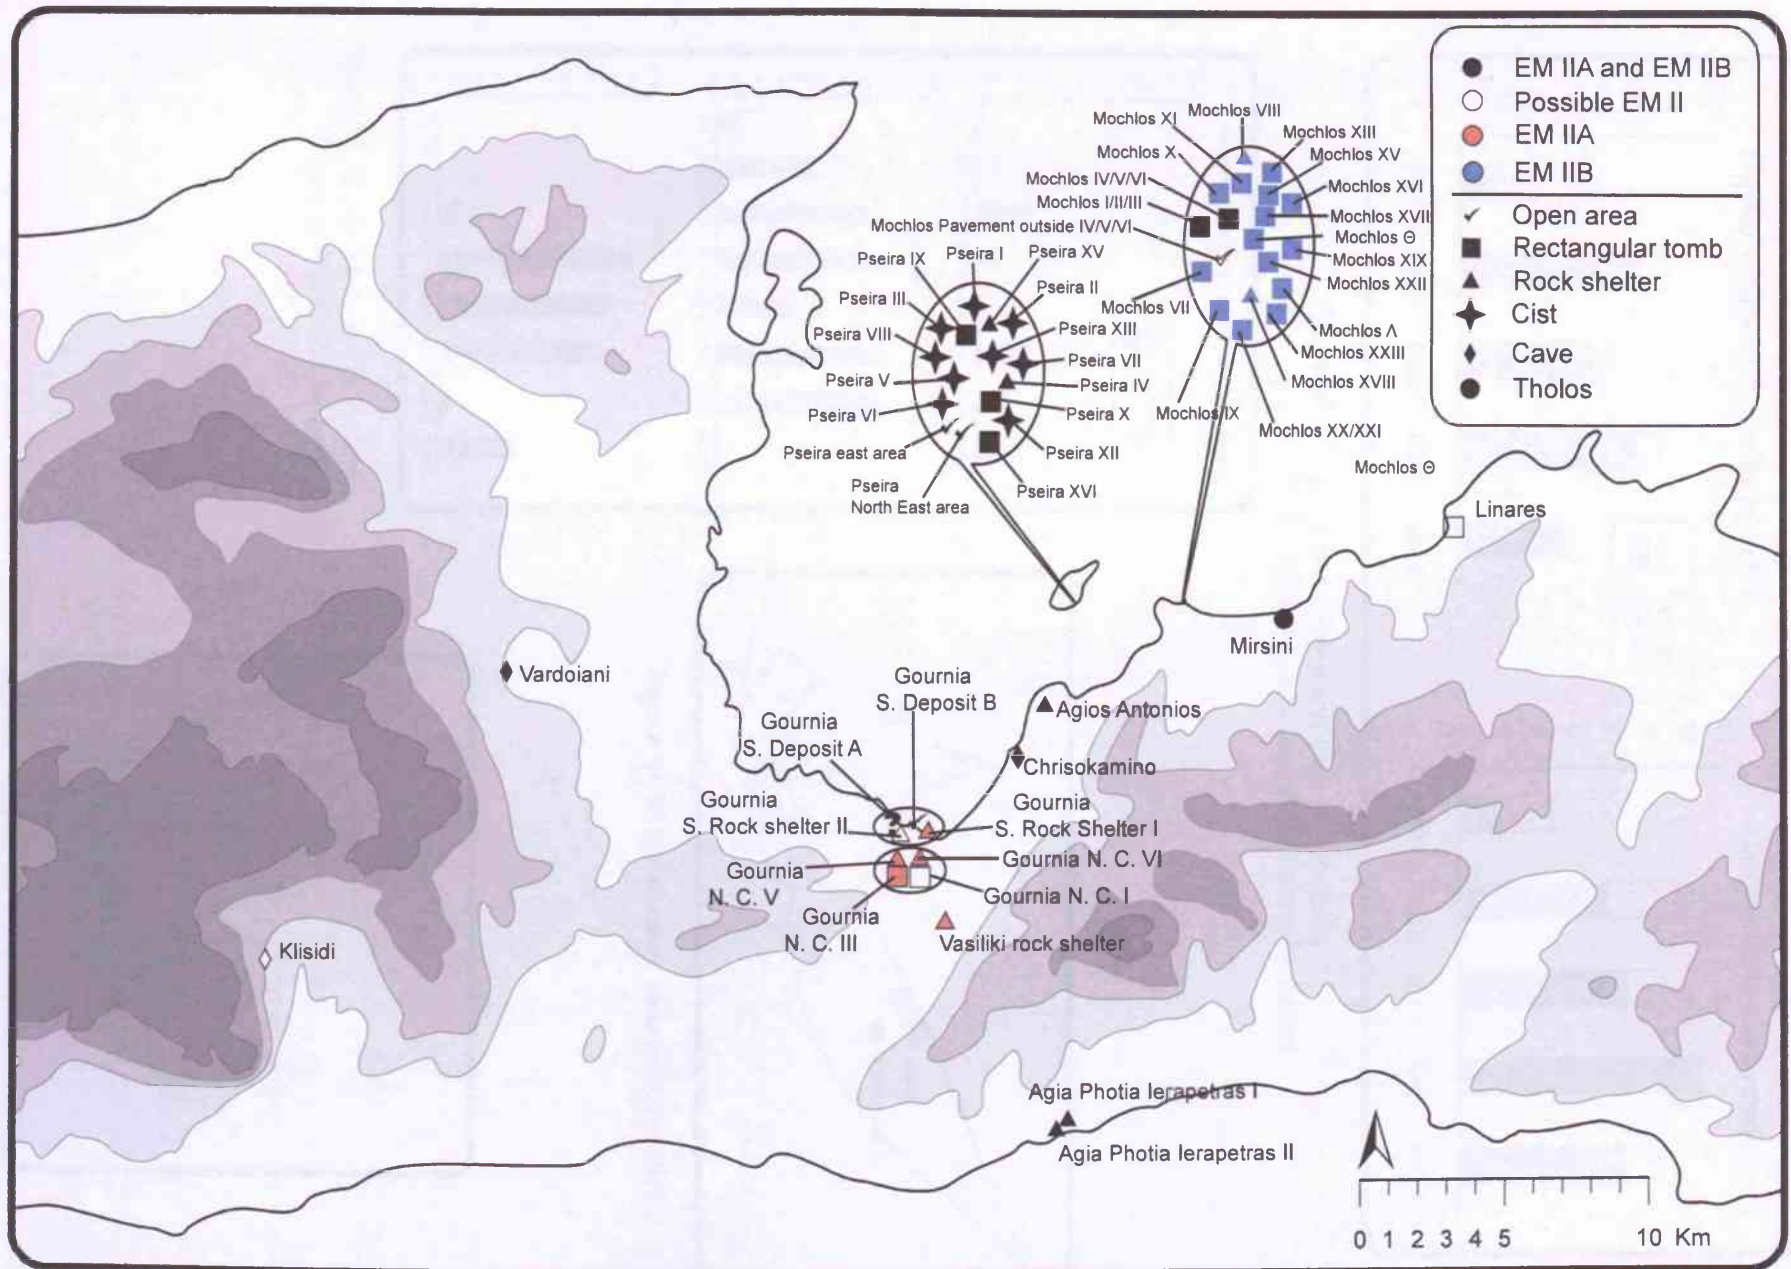 EM IIA and EM IIB
Possible EM II
EM IIA
EM IIB
Open area
Rectangular tomb
Rock shelter
Cist
Cave
Tholos
Mochlos VIII
Mochlos XI
Mochlos XIII
Mochlos X
Mochlos XV
Mochlos IV/V/VI
Mochlos XVI
Mochlos I/II/III
Mochlos XVII
Mochlos Pavement outside IV/V/VI
Mochlos Θ
Mochlos XIX
Mochlos XXII
Mochlos VII
Mochlos Λ
Mochlos XXIII
Mochlos XVIII
Mochlos IX
Mochlos XX/XXI
Mochlos Θ
Pseira I
Pseira XV
Pseira IX
Pseira II
Pseira III
Pseira XIII
Pseira VIII
Pseira VII
Pseira V
Pseira IV
Pseira VI
Pseira X
Pseira east area
Pseira XII
Pseira
North East area
Pseira XVI
Linares
Mirsini
Vardoiani
Gournia
S. Deposit B
Gournia
S. Deposit A
Agios Antonios
Chrisokamino
Gournia
S. Rock shelter II
Gournia
S. Rock Shelter I
Gournia N. C. VI
Gournia
N. C. V
Gournia N. C. I
Gournia
N. C. III
Vasiliki rock shelter
Klisidi
Agia Photia Ierapetras I
Agia Photia Ierapetras II
0 1 2 3 4 5 10 Km